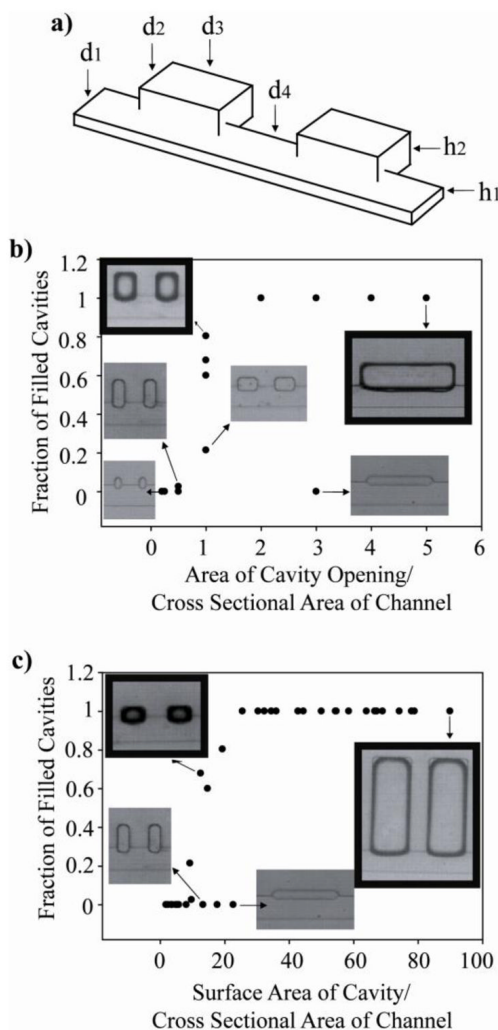 a)
d1
d2
d3
d4
h2
h1
b)
Fraction of Filled Cavities
1.2
1
0.8
0.6
0.4
0.2
0
0 1 2 3 4 5 6
Area of Cavity Opening/
Cross Sectional Area of Channel
c)
Fraction of Filled Cavities
1.2
1
0.8
0.6
0.4
0.2
0
0 20 40 60 80 100
Surface Area of Cavity/
Cross Sectional Area of Channel